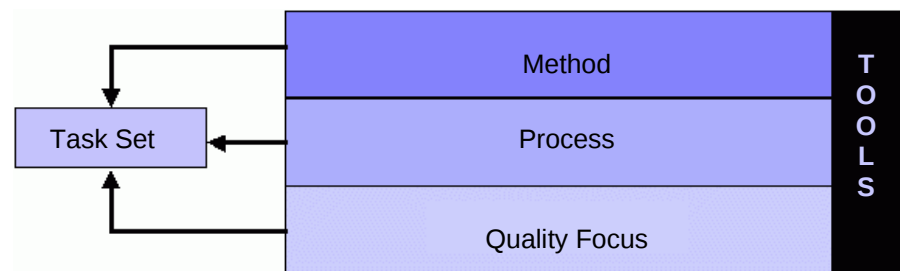 Method
Task Set
Process
Quality Focus
T
O
O
L
S